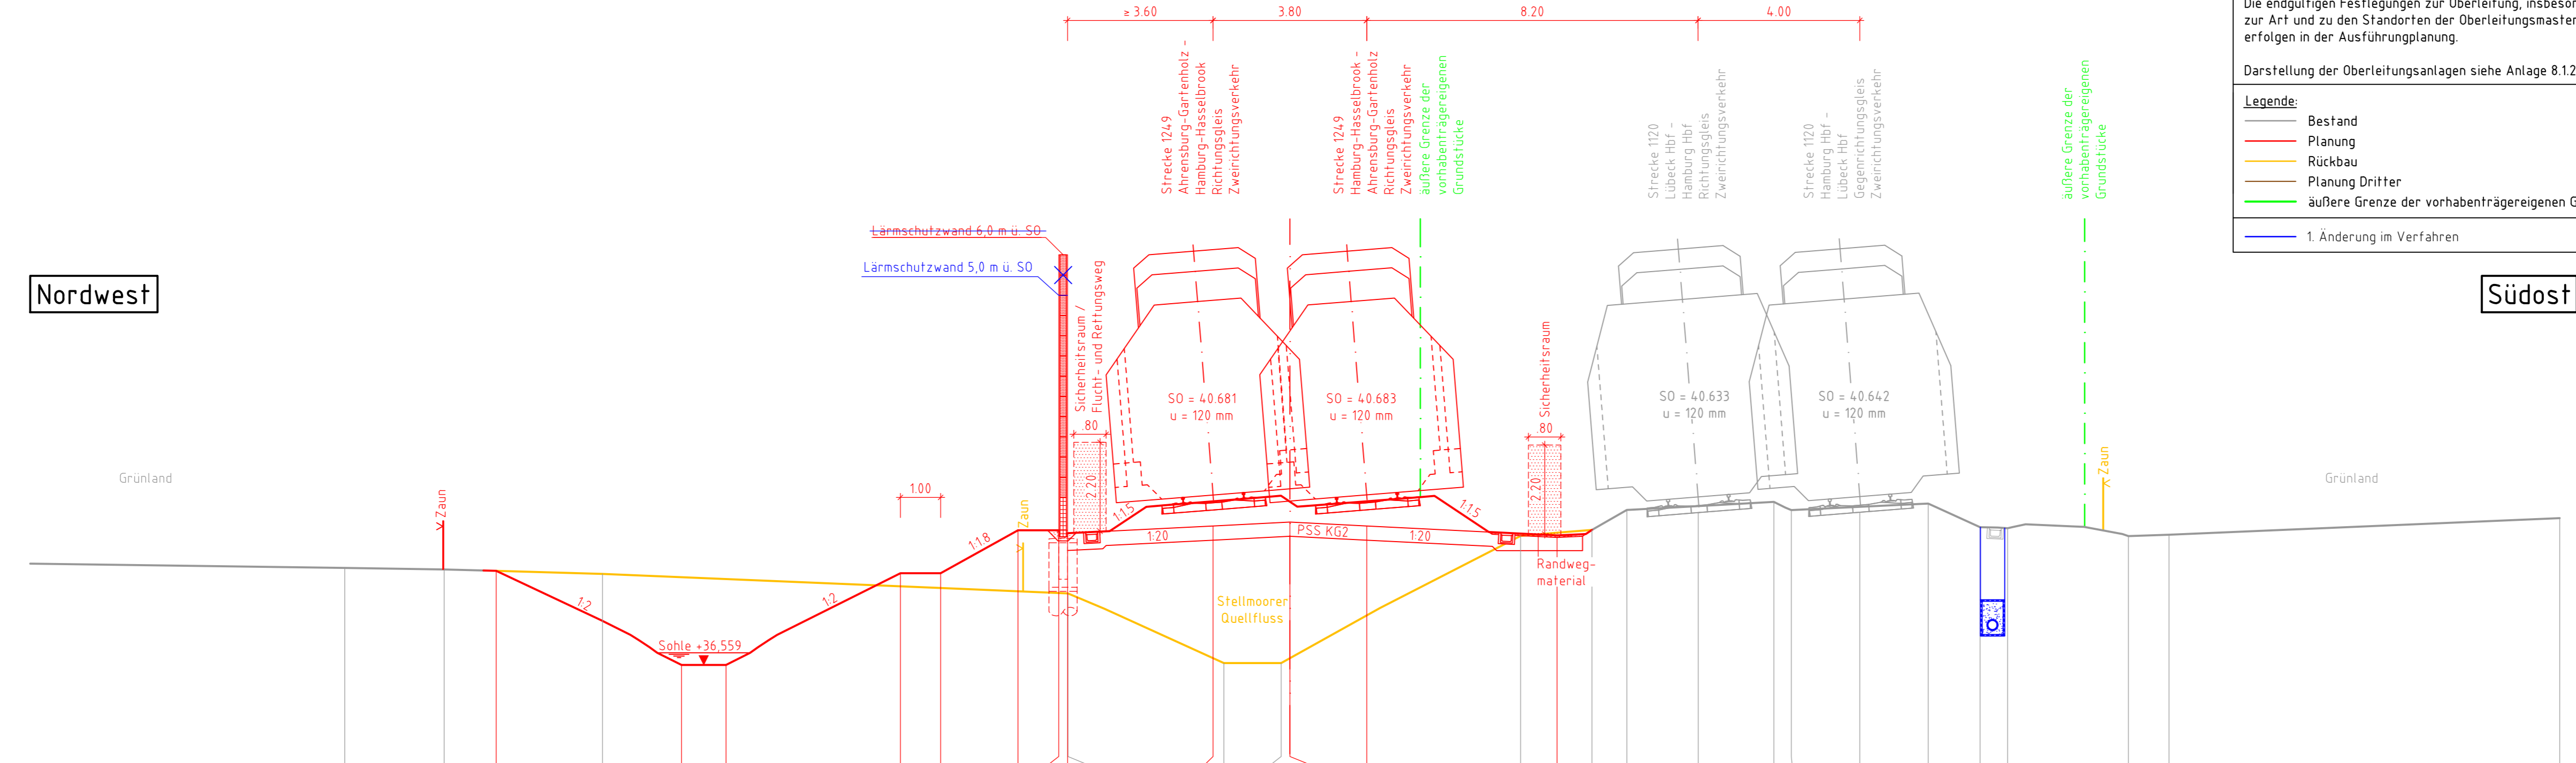 ≥ 3.60
3.80
8.20
4.00
zur Art und zu den Standorten der Oberleitungsmasten
erfolgen in der Ausführungplanung.
Darstellung der Oberleitungsanlagen siehe Anlage 8.1.2
Legende:
Bestand
Planung
Rückbau
Planung Dritter
äußere Grenze der vorhabenträgereigenen G
1. Änderung im Verfahren
Strecke 1249
Ahrensburg-Gartenholz -
Hamburg-Hasselbrook
Richtungsgleis
Zweirichtungsverkehr
Strecke 1249
Hamburg-Hasselbrook -
Ahrensburg-Gartenholz
Richtungsgleis
Zweirichtungsverkehr
äußere Grenze der
vorhabenträgereigenen
Grundstücke
Strecke 1120
Lübeck Hbf -
Hamburg Hbf
Richtungsgleis
Zweirichtungsverkehr
Strecke 1120
Hamburg Hbf -
Lübeck Hbf
Gegenrichtungsgleis
Zweirichtungsverkehr
äußere Grenze der
vorhabenträgereigenen
Grundstücke
Lärmschutzwand 6,0 m ü. SO
Lärmschutzwand 5,0 m ü. SO
Nordwest
Südost
Sicherheitsraum /
Flucht- und Rettungsweg
Sicherheitsraum
SO = 40.681
u = 120 mm
SO = 40.683
u = 120 mm
SO = 40.633
u = 120 mm
SO = 40.642
u = 120 mm
.80
.80
2.20
2.20
Grünland
Grünland
Zaun
Zaun
Zaun
1.00
1:1.8
1:1.5
1:1.5
1:20
PSS KG2
1:20
Randweg-
material
1:2
1:2
Stellmoorer
Quellfluss
Sohle +36,559